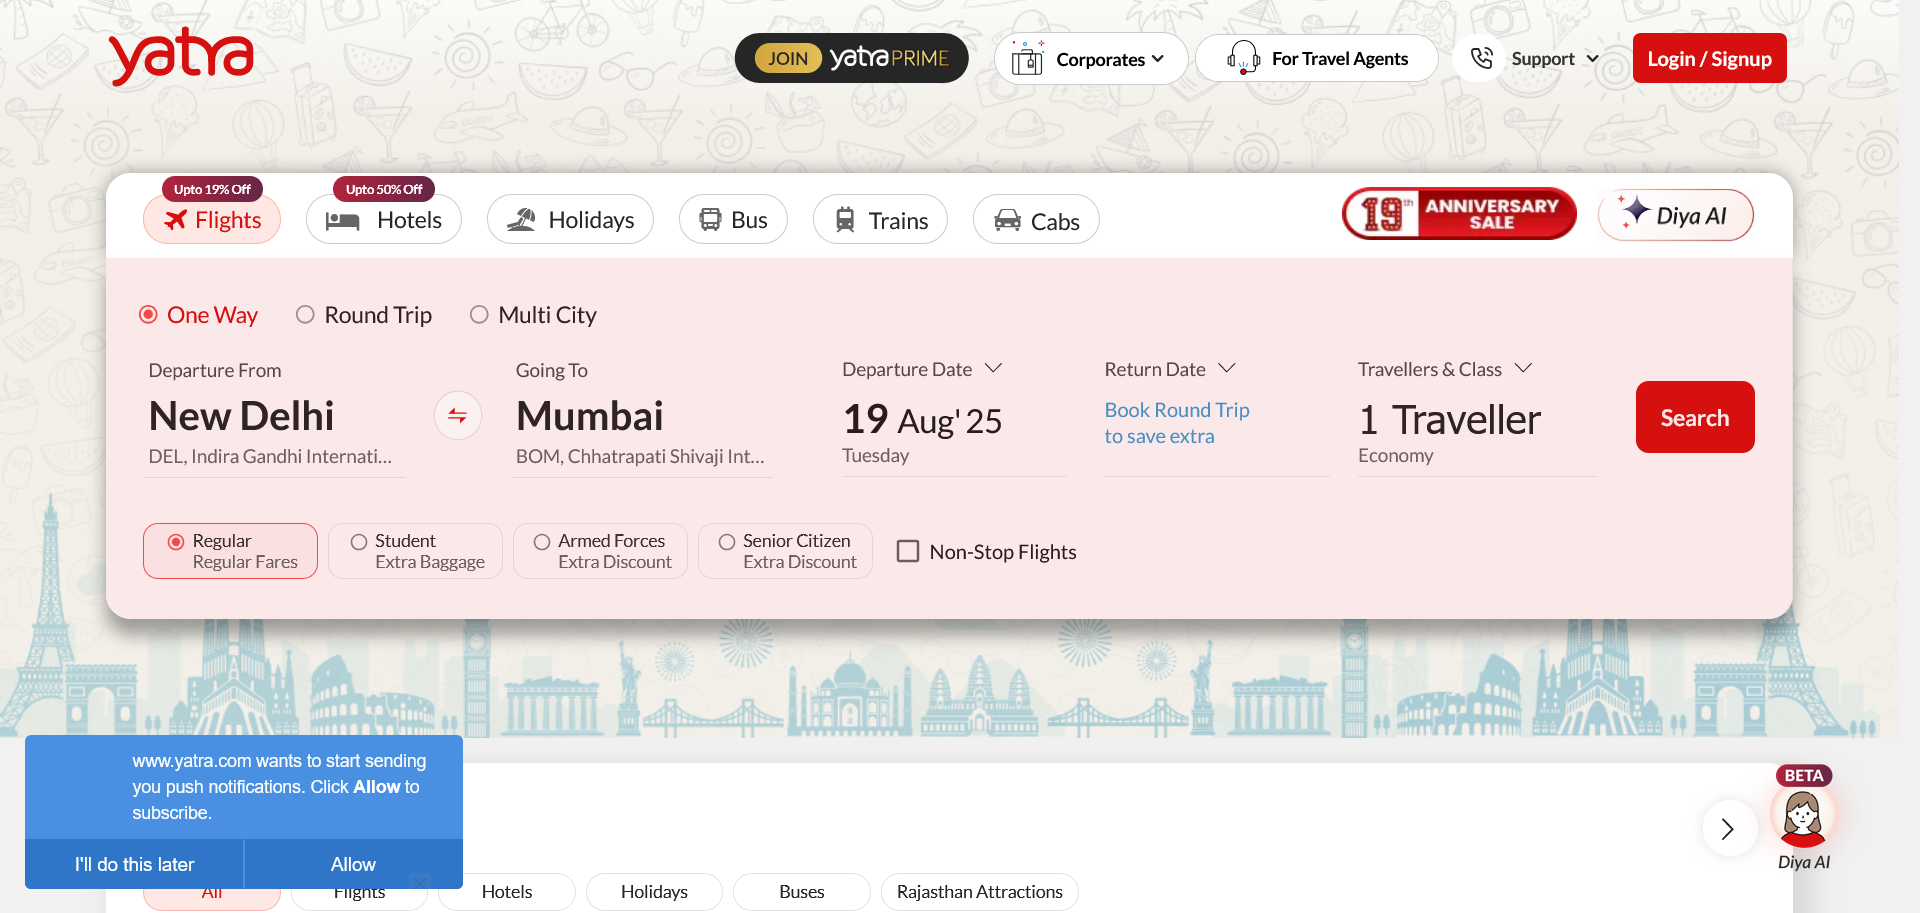 yatra
JOIN yatra PRIME
Corporates
For Travel Agents
Support
Login / Signup
Upto 19% Off
Upto 50% Off
Flights
Hotels
Holidays
Bus
Trains
Cabs
19th ANNIVERSARY SALE
Diya AI
One Way
Round Trip
Multi City
Departure From
New Delhi
DEL, Indira Gandhi Internati...
Going To
Mumbai
BOM, Chhatrapati Shivaji Int...
Departure Date
19 Aug' 25
Tuesday
Return Date
Book Round Trip
to save extra
Travellers & Class
1 Traveller
Economy
Search
Regular
Regular Fares
Student
Extra Baggage
Armed Forces
Extra Discount
Senior Citizen
Extra Discount
Non-Stop Flights
www.yatra.com wants to start sending
you push notifications. Click Allow to
subscribe.
I'll do this later
Allow
BETA
Diya AI
All
Flights
Hotels
Holidays
Buses
Rajasthan Attractions